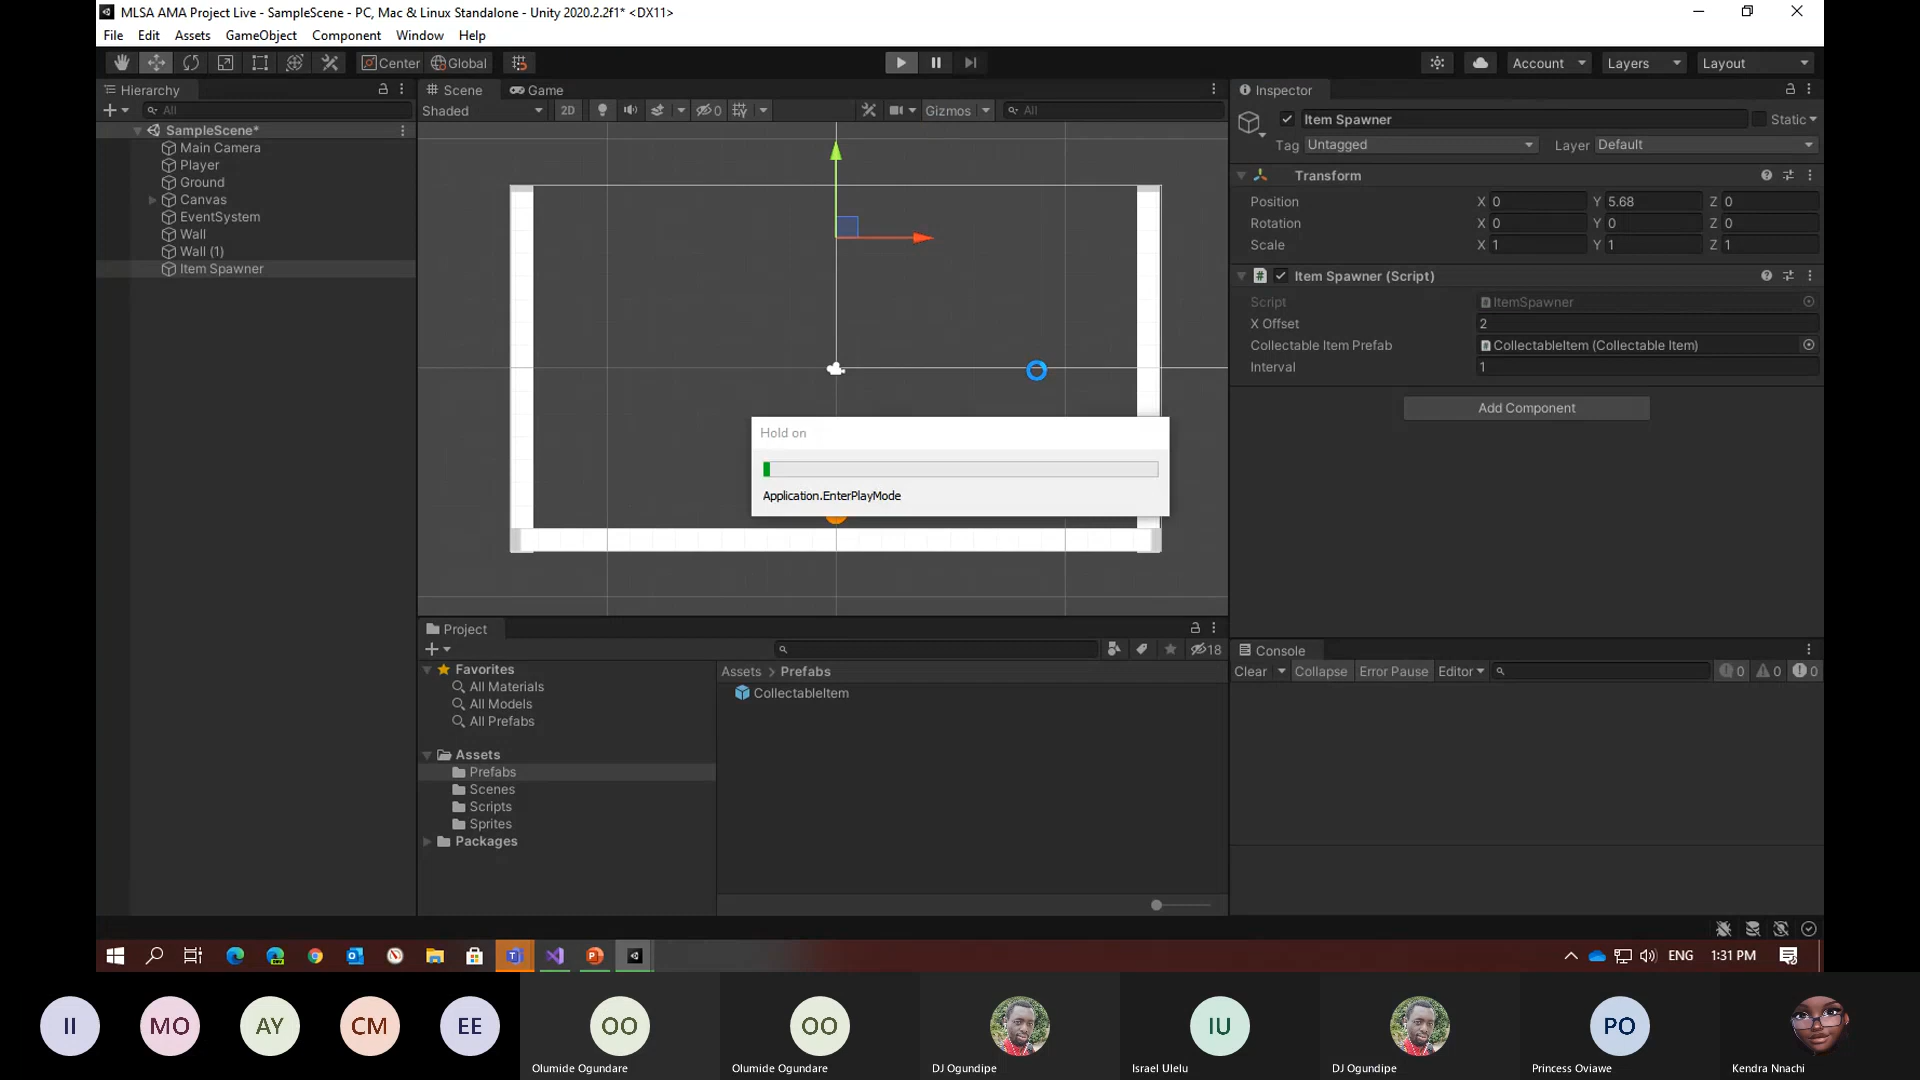 MLSA AMA Project Live - SampleScene - PC, Mac & Linux Standalone - Unity 2020.2.2f1* <DX11>
File Edit Assets GameObject Component Window Help
Center Global Account Layers Layout
Hierarchy
All
SampleScene*
Main Camera
Player
Ground
Canvas
EventSystem
Wall
Wall (1)
Item Spawner
Scene Game
Shaded 2D 0 Gizmos All
Hold on
Application.EnterPlayMode
Inspector
Item Spawner Static
Tag Untagged Layer Default
Transform
Position X 0 Y 5.68 Z 0
Rotation X 0 Y 0 Z 0
Scale X 1 Y 1 Z 1
# Item Spawner (Script)
Script ItemSpawner
X Offset 2
Collectable Item Prefab CollectableItem (Collectable Item)
Interval 1
Add Component
Project
18
Favorites
All Materials
All Models
All Prefabs
Assets
Prefabs
Scenes
Scripts
Sprites
Packages
Assets > Prefabs
CollectableItem
Console
Clear Collapse Error Pause Editor 0 0 0
ENG 1:31 PM
II MO AY CM EE OO OO IU PO
Olumide Ogundare Olumide Ogundare DJ Ogundipe Israel Ulelu DJ Ogundipe Princess Oviawe Kendra Nnachi